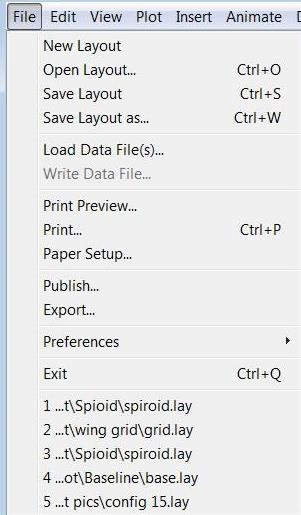 File Edit View Plot Insert Animate
New Layout
Open Layout... Ctrl+O
Save Layout Ctrl+S
Save Layout as... Ctrl+W
Load Data File(s)...
Write Data File...
Print Preview...
Print... Ctrl+P
Paper Setup...
Publish...
Export...
Preferences
Exit Ctrl+Q
1 ...t\Spioid\spiroid.lay
2 ...t\wing grid\grid.lay
3 ...t\Spioid\spiroid.lay
4 ...ot\Baseline\base.lay
5 ...t pics\config 15.lay